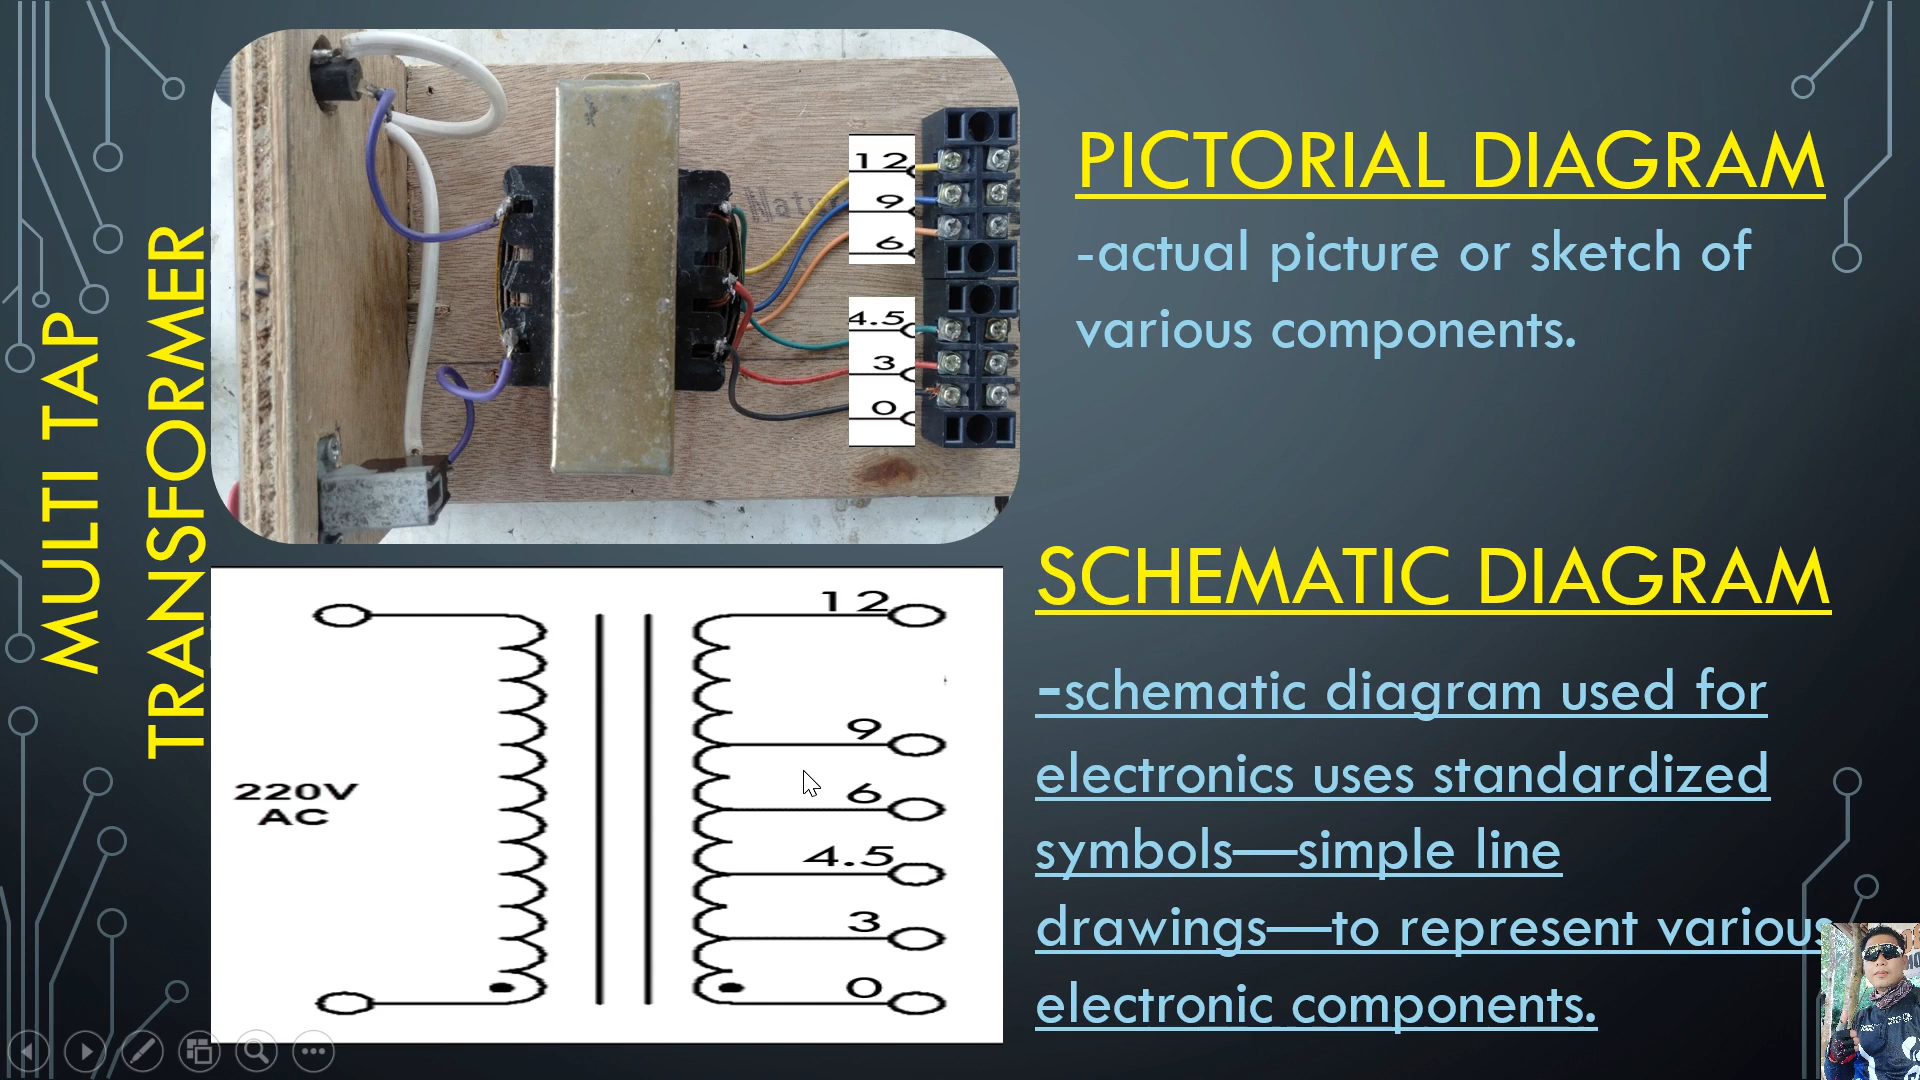 MULTI TAP
TRANSFORMER
12
9
6
4.5
3
0
PICTORIAL DIAGRAM
-actual picture or sketch of
various components.
220V
AC
12
9
6
4.5
3
0
SCHEMATIC DIAGRAM
-schematic diagram used for
electronics uses standardized
symbols—simple line
drawings—to represent various
electronic components.